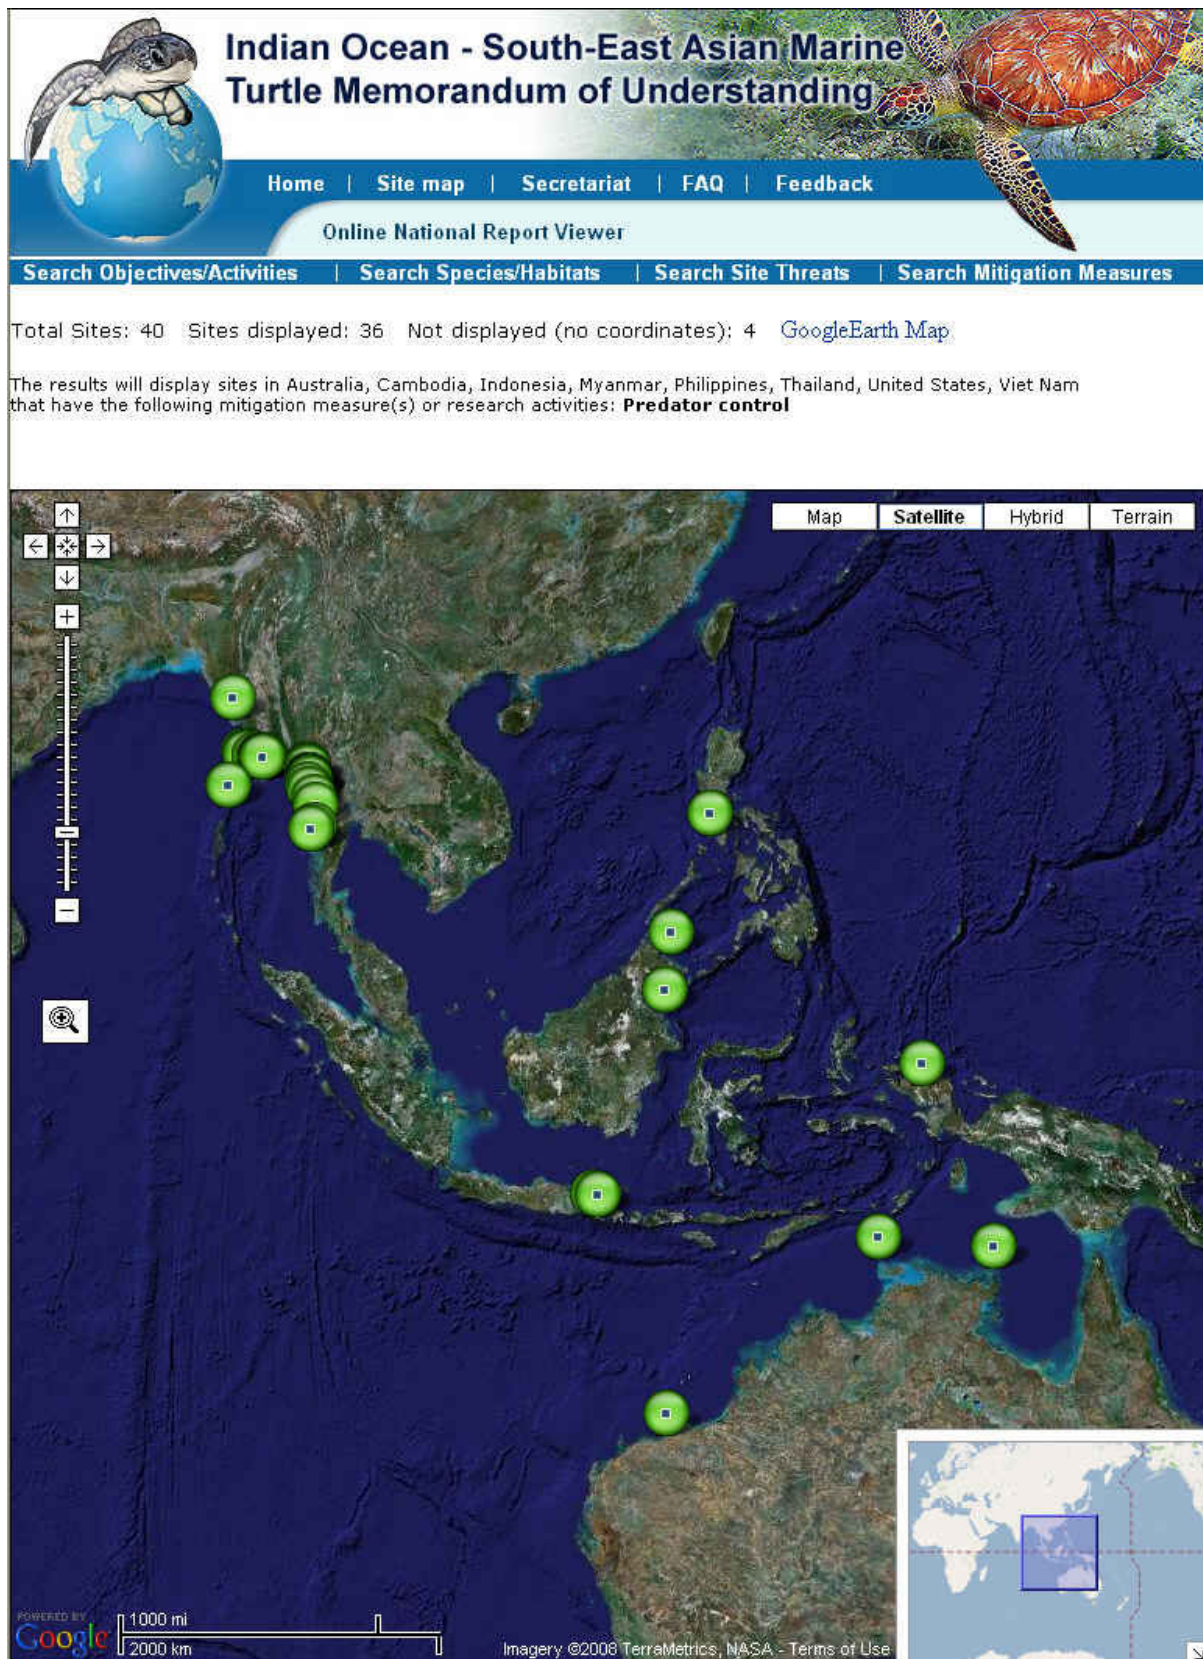 Indian Ocean - South-East Asian Marine
Turtle Memorandum of Understanding
Home | Site map | Secretariat | FAQ | Feedback
Online National Report Viewer
Search Objectives/Activities | Search Species/Habitats | Search Site Threats | Search Mitigation Measures
Total Sites: 40 Sites displayed: 36 Not displayed (no coordinates): 4 GoogleEarth Map
The results will display sites in Australia, Cambodia, Indonesia, Myanmar, Philippines, Thailand, United States, Viet Nam
that have the following mitigation measure(s) or research activities: Predator control
Map Satellite Hybrid Terrain
POWERED BY
Google
1000 mi
2000 km
Imagery ©2008 TerraMetrics, NASA - Terms of Use